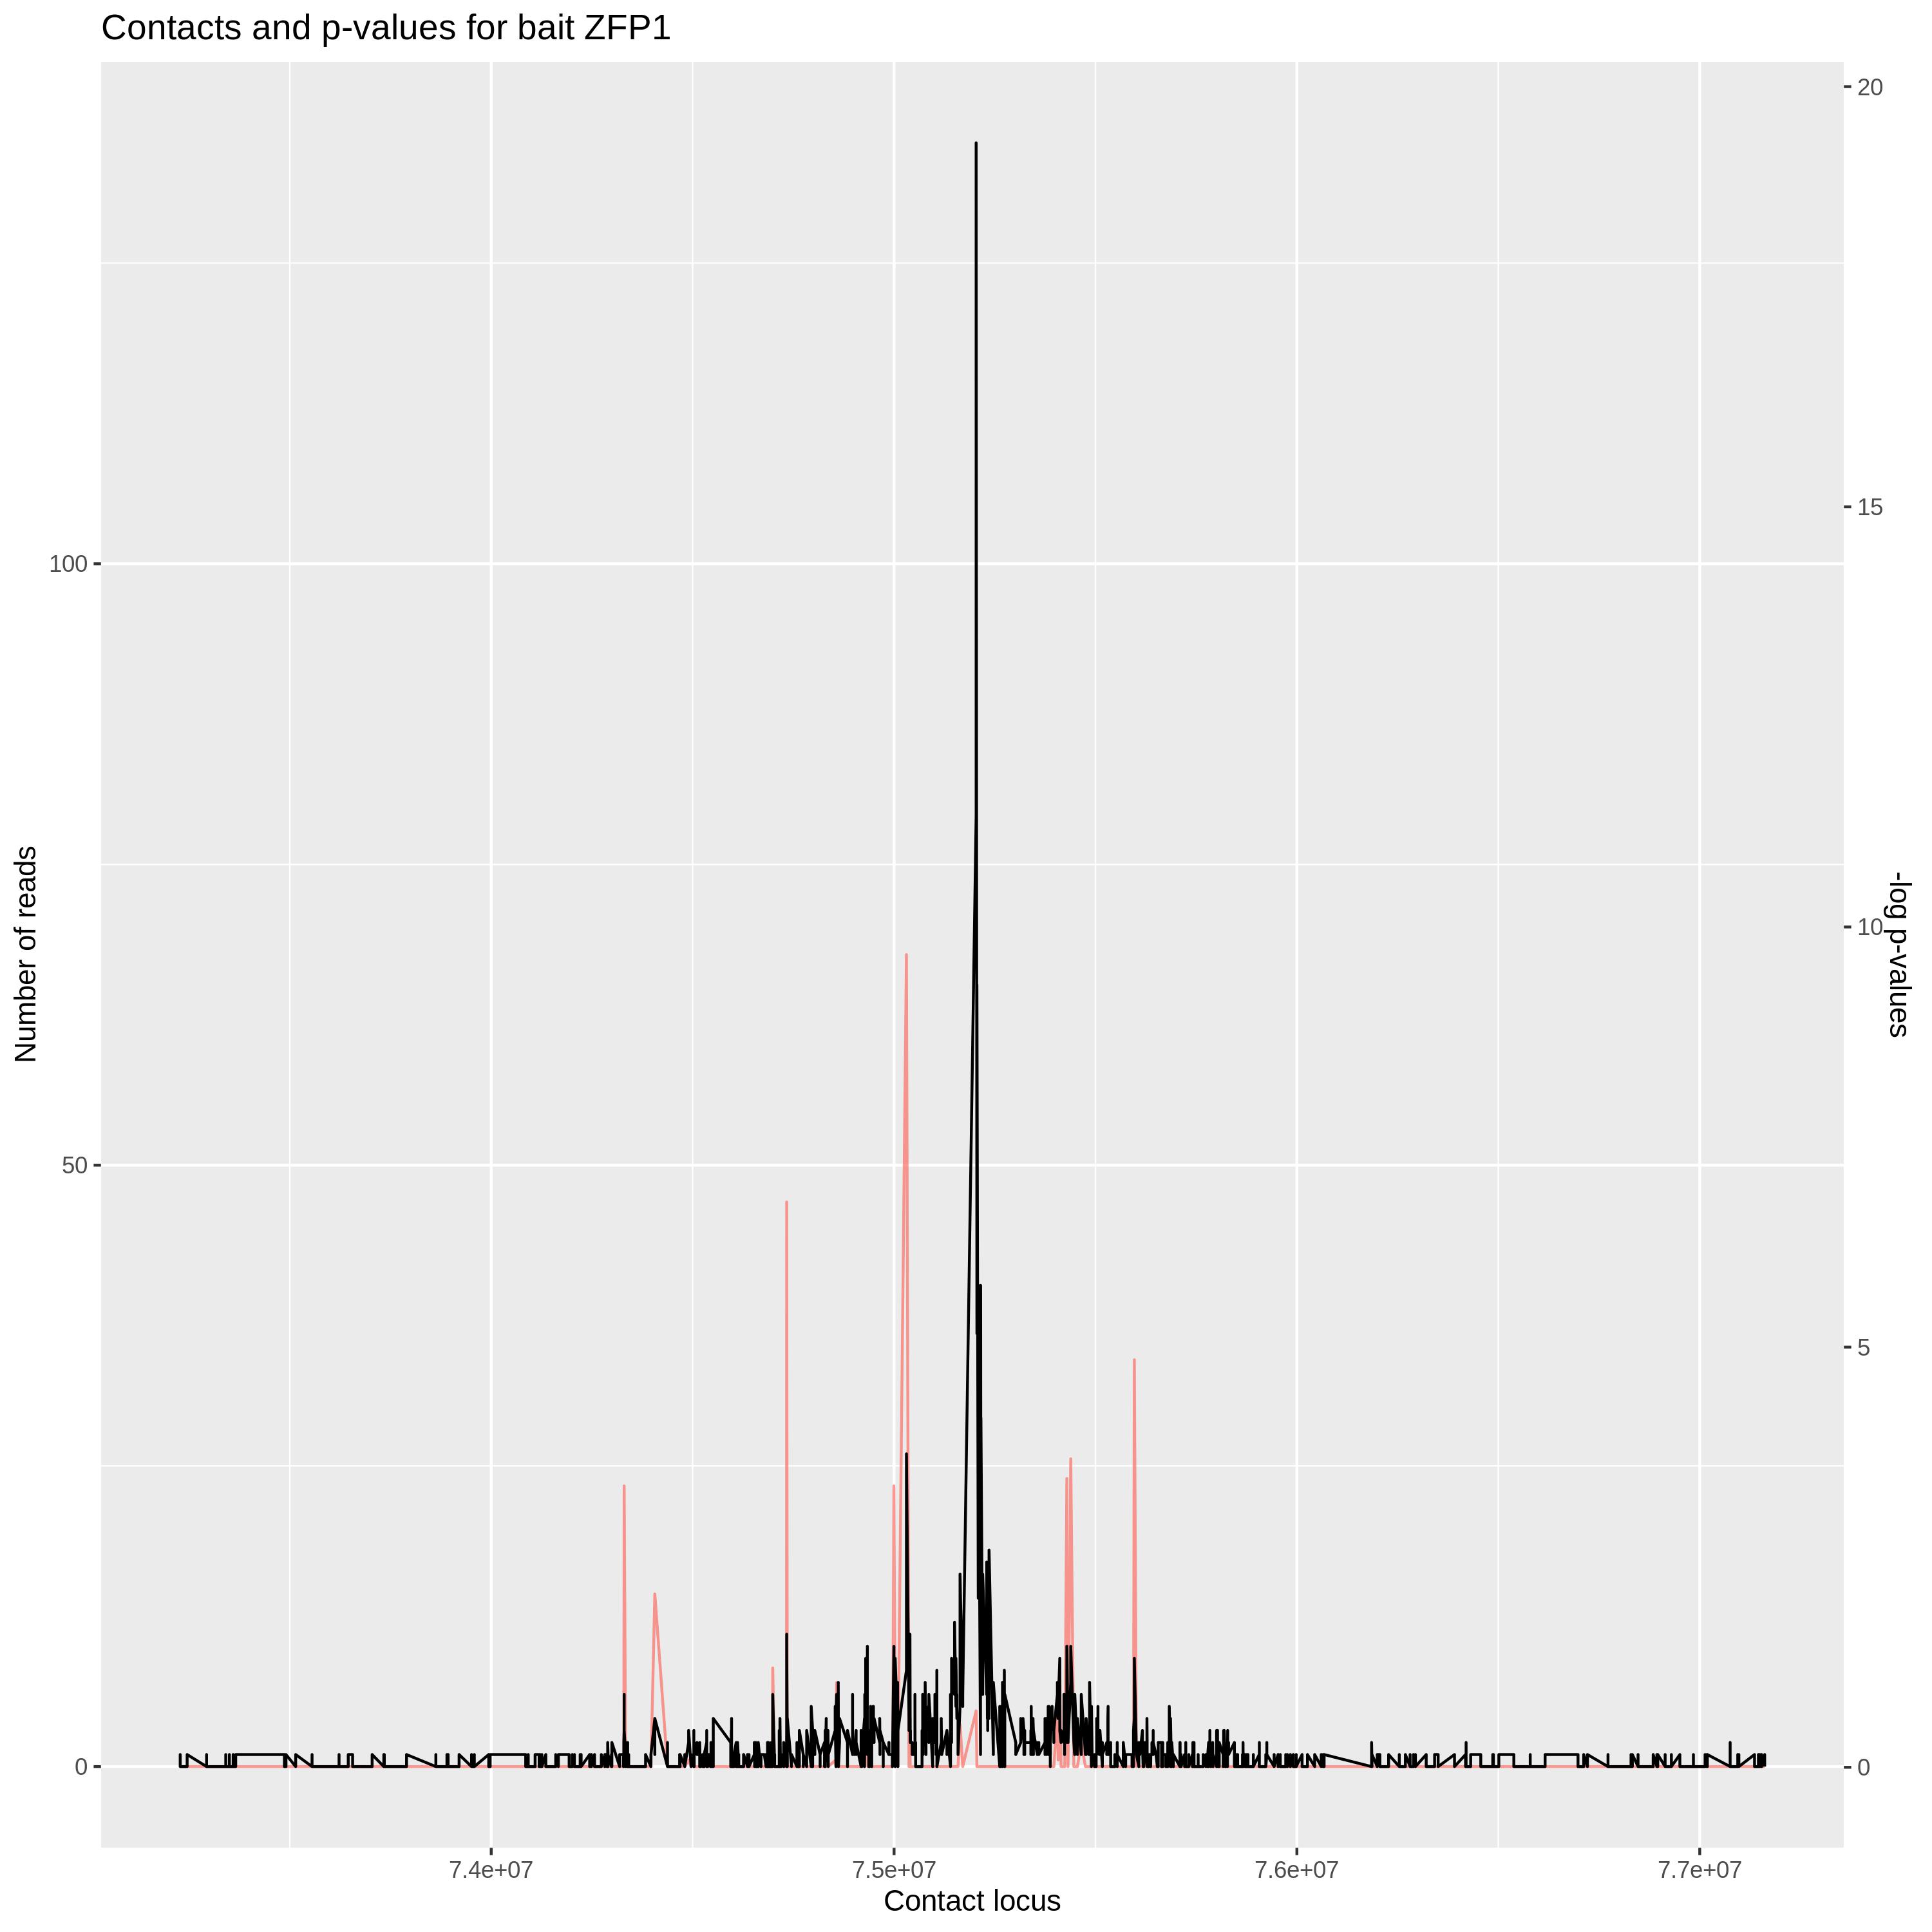 Contacts and p-values for bait ZFP1
Number of reads
100
50
0
20
15
10
5
0
-log p-values
7.4e+07 7.5e+07 7.6e+07 7.7e+07
Contact locus